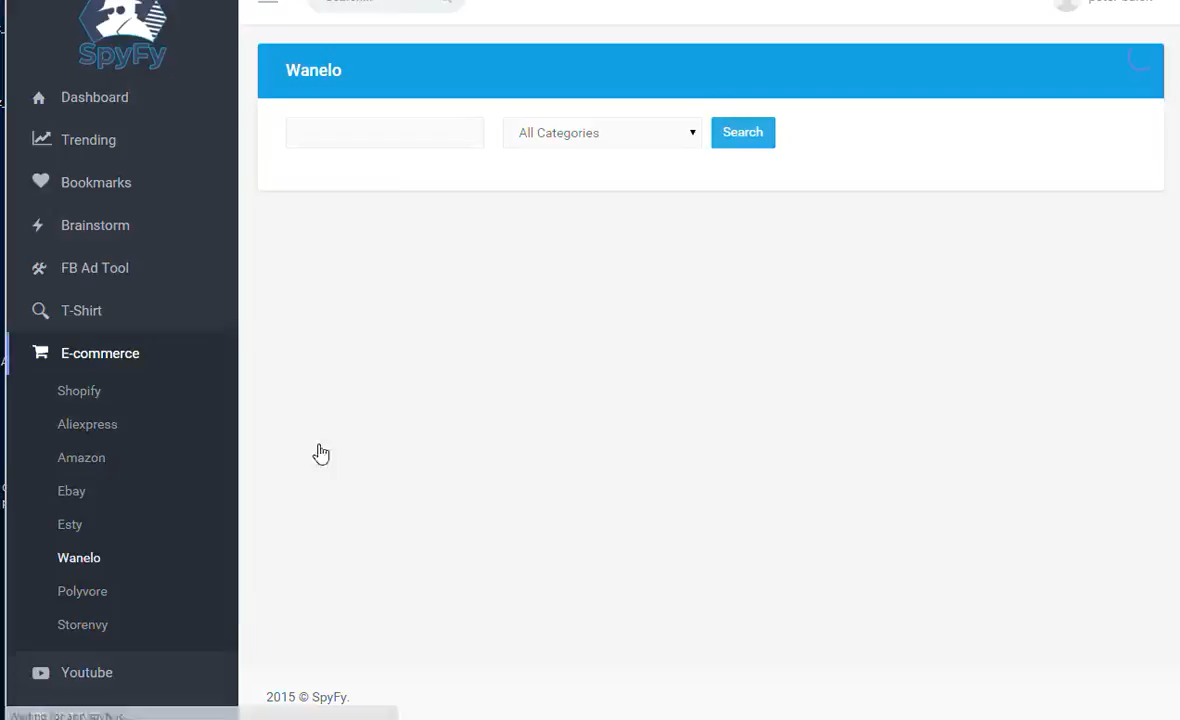 SpyFy
Dashboard
Trending
Bookmarks
Brainstorm
FB Ad Tool
T-Shirt
E-commerce
Shopify
Aliexpress
Amazon
Ebay
Esty
Wanelo
Polyvore
Storenvy
Youtube
Wanelo
All Categories
Search
2015 © SpyFy.